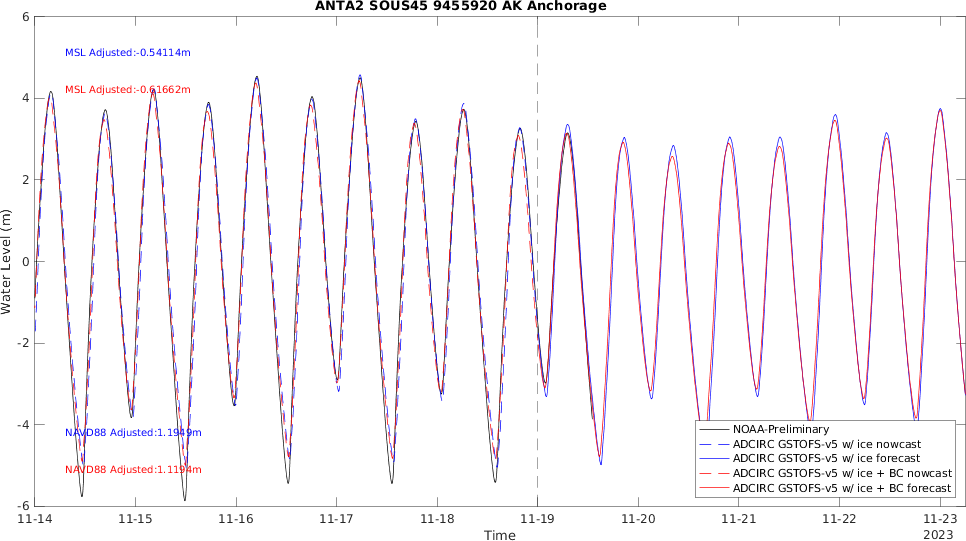 ANTA2 SOUS45 9455920 AK Anchorage
MSL Adjusted:-0.54114m
MSL Adjusted:-0.61662m
NAVD88 Adjusted:1.1949m
NAVD88 Adjusted:1.1194m
Water Level (m)
6
4
2
0
-2
-4
-6
NOAA-Preliminary
ADCIRC GSTOFS-v5 w/ ice nowcast
ADCIRC GSTOFS-v5 w/ ice forecast
ADCIRC GSTOFS-v5 w/ ice + BC nowcast
ADCIRC GSTOFS-v5 w/ ice + BC forecast
11-14 11-15 11-16 11-17 11-18 11-19 11-20 11-21 11-22 11-23
2023
Time